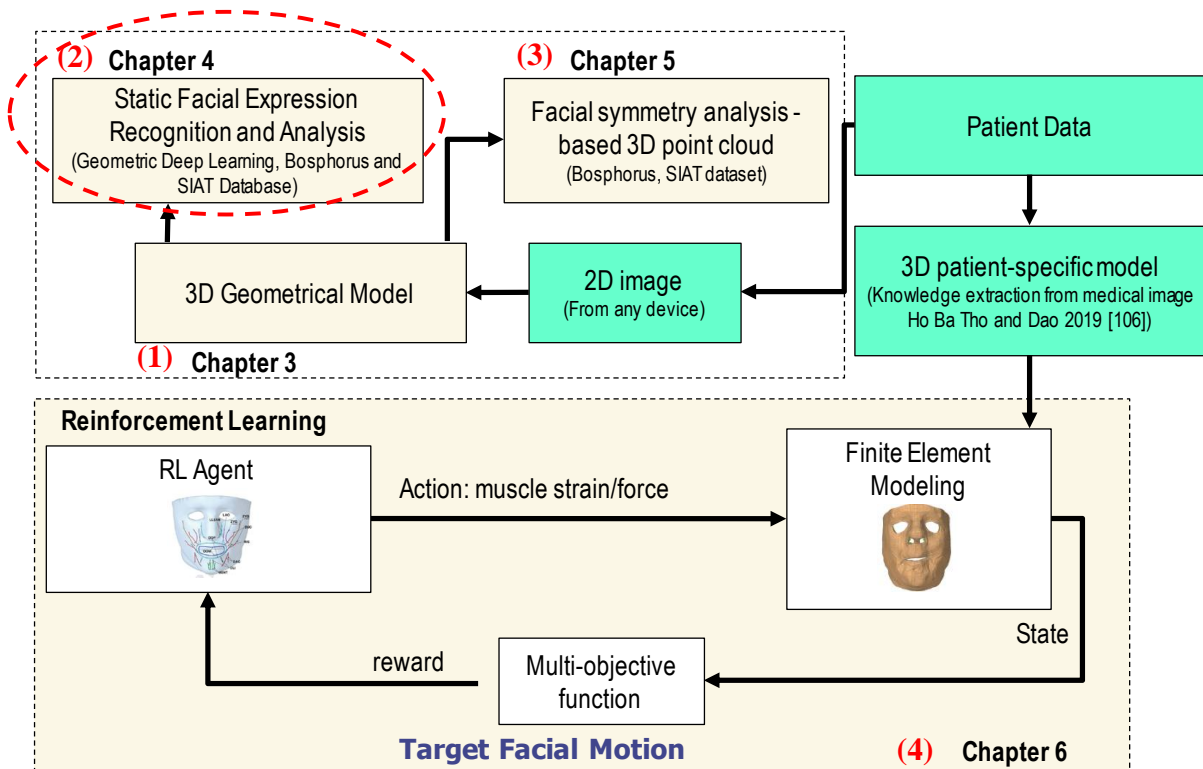 (2) Chapter 4
Static Facial Expression
Recognition and Analysis
(Geometric Deep Learning, Bosphorus and
SIAT Database)
(3) Chapter 5
Facial symmetry analysis -
based 3D point cloud
(Bosphorus, SIAT dataset)
Patient Data
3D Geometrical Model
(1) Chapter 3
2D image
(From any device)
3D patient-specific model
(Knowledge extraction from medical image
Ho Ba Tho and Dao 2019 [106])
Reinforcement Learning
RL Agent
Action: muscle strain/force
Finite Element
Modeling
State
reward
Multi-objective
function
Target Facial Motion
(4) Chapter 6